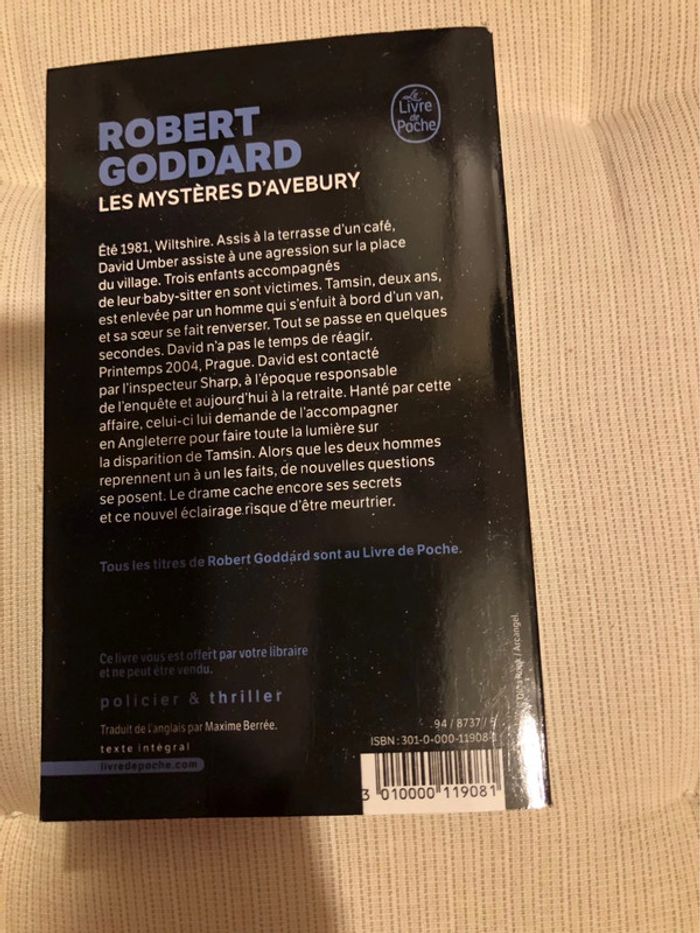 Le
Livre
de
Poche
ROBERT
GODDARD
LES MYSTÈRES D'AVEBURY
Été 1981, Wiltshire. Assis à la terrasse d'un café,
David Umber assiste à une agression sur la place
du village. Trois enfants accompagnés
de leur baby-sitter en sont victimes. Tamsin, deux ans,
est enlevée par un homme qui s'enfuit à bord d'un van,
et sa sœur se fait renverser. Tout se passe en quelques
secondes. David n'a pas le temps de réagir.
Printemps 2004, Prague. David est contacté
par l'inspecteur Sharp, à l'époque responsable
de l'enquête et aujourd'hui à la retraite. Hanté par cette
affaire, celui-ci lui demande de l'accompagner
en Angleterre pour faire toute la lumière sur
la disparition de Tamsin. Alors que les deux hommes
reprennent un à un les faits, de nouvelles questions
se posent. Le drame cache encore ses secrets
et ce nouvel éclairage risque d'être meurtrier.
Tous les titres de Robert Goddard sont au Livre de Poche.
Ce livre vous est offert par votre libraire
et ne peut être vendu.
policier & thriller
Traduit de l'anglais par Maxime Berrée.
texte intégral
livredepoche.com
94 / 8737 /
ISBN : 301-0-000-11908-
3 010000 119081
/ Arcangel.